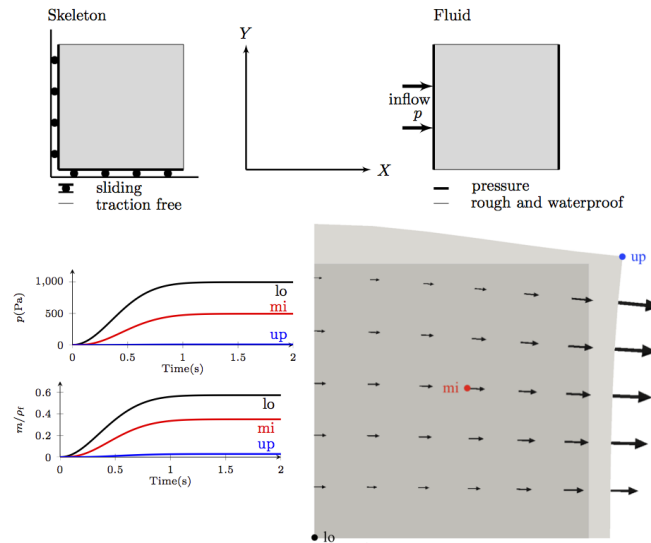 Skeleton
Fluid
Y
X
inflow
p
sliding
traction free
pressure
rough and waterproof
p(Pa)
1,000
500
0
lo
mi
up
0
0.5
1
1.5
2
Time(s)
m/ρf
0.6
0.4
0.2
0
lo
mi
up
0
0.5
1
1.5
2
Time(s)
up
mi
lo